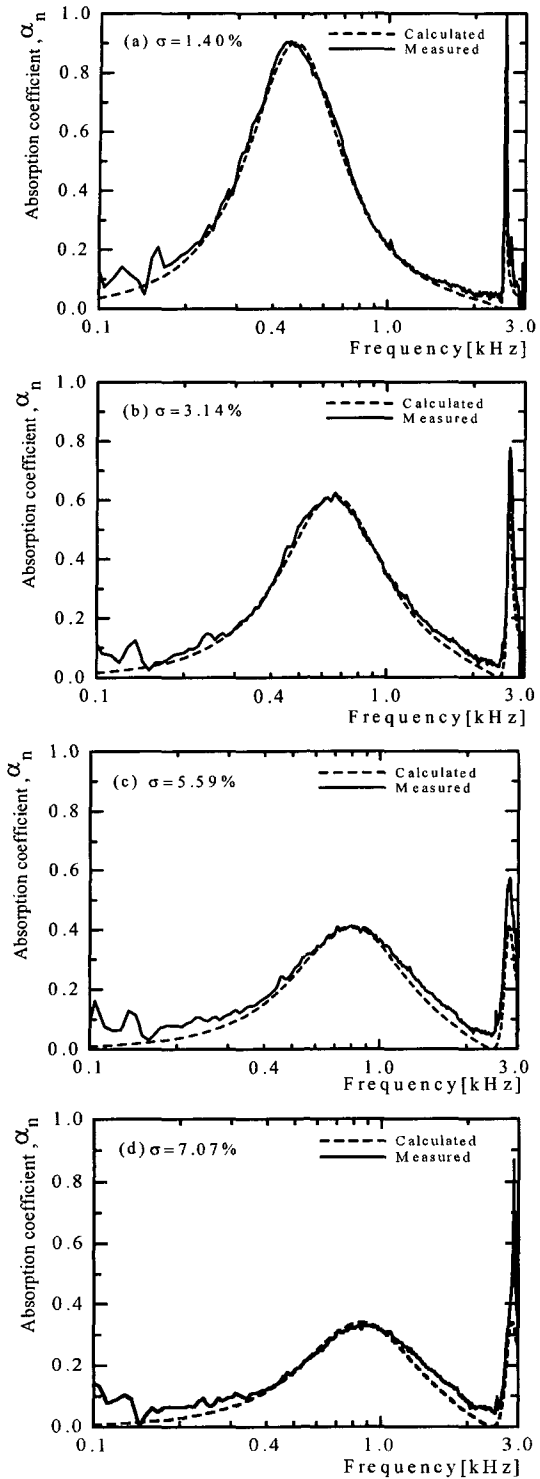 Absorption coefficient, αn
1.0
0.8
0.6
0.4
0.2
0.0
(a) σ=1.40%
Calculated
Measured
0.1
0.4
1.0
3.0
Frequency[kHz]
Absorption coefficient, αn
1.0
0.8
0.6
0.4
0.2
0.0
(b) σ=3.14%
Calculated
Measured
0.1
0.4
1.0
3.0
Frequency[kHz]
Absorption coefficient, αn
1.0
0.8
0.6
0.4
0.2
0.0
(c) σ=5.59%
Calculated
Measured
0.1
0.4
1.0
3.0
Frequency[kHz]
Absorption coefficient, αn
1.0
0.8
0.6
0.4
0.2
0.0
(d) σ=7.07%
Calculated
Measured
0.1
0.4
1.0
3.0
Frequency[kHz]